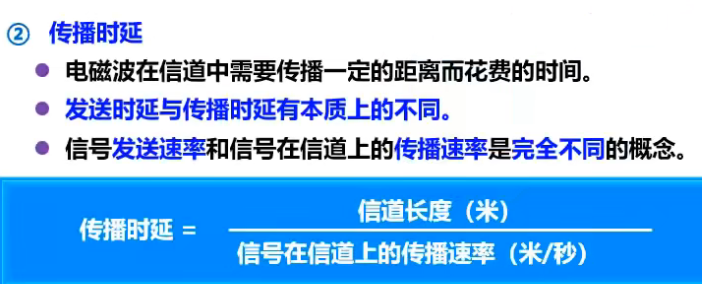 ② 传播时延
电磁波在信道中需要传播一定的距离而花费的时间。
发送时延与传播时延有本质上的不同。
信号发送速率和信号在信道上的传播速率是完全不同的概念。
传播时延 =
信道长度（米）
信号在信道上的传播速率（米/秒）